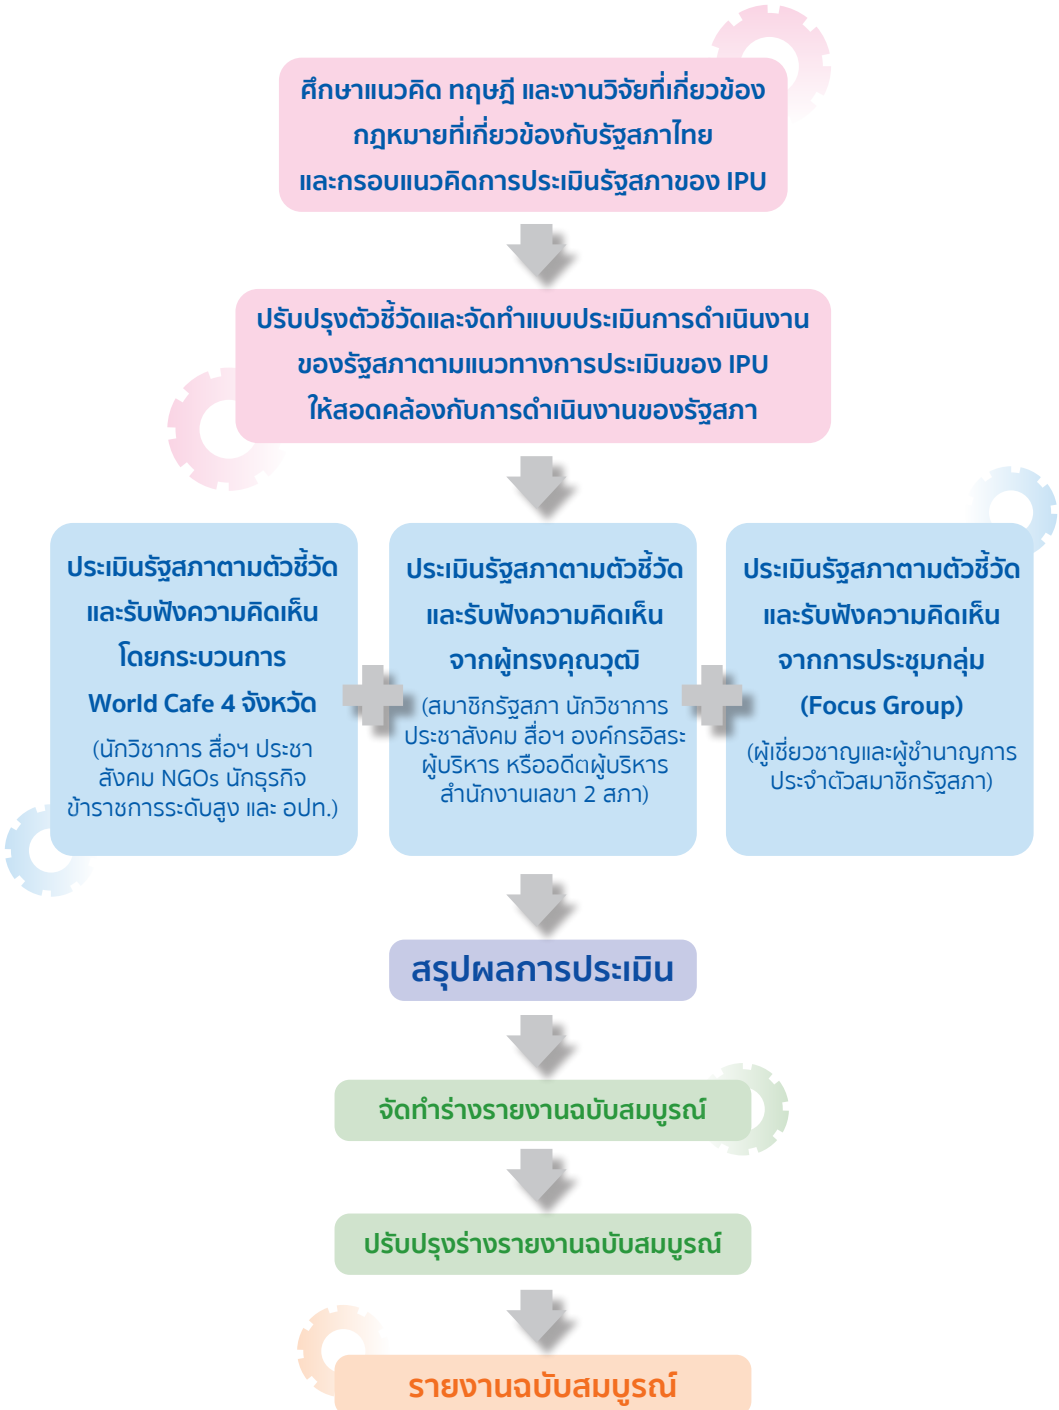 ศึกษาแนวคิด ทฤษฎี และงานวิจัยที่เกี่ยวข้อง
กฎหมายที่เกี่ยวข้องกับรัฐสภาไทย
และกรอบแนวคิดการประเมินรัฐสภาของ IPU
ปรับปรุงตัวชี้วัดและจัดทำแบบประเมินการดำเนินงาน
ของรัฐสภาตามแนวทางการประเมินของ IPU
ให้สอดคล้องกับการดำเนินงานของรัฐสภา
ประเมินรัฐสภาตามตัวชี้วัด
และรับฟังความคิดเห็น
โดยกระบวนการ
World Cafe 4 จังหวัด
(นักวิชาการ สื่อฯ ประชา
สังคม NGOs นักธุรกิจ
ข้าราชการระดับสูง และ อปท.)
ประเมินรัฐสภาตามตัวชี้วัด
และรับฟังความคิดเห็น
จากผู้ทรงคุณวุฒิ
(สมาชิกรัฐสภา นักวิชาการ
ประชาสังคม สื่อฯ องค์กรอิสระ
ผู้บริหาร หรืออดีตผู้บริหาร
สำนักงานเลขา 2 สภา)
ประเมินรัฐสภาตามตัวชี้วัด
และรับฟังความคิดเห็น
จากการประชุมกลุ่ม
(Focus Group)
(ผู้เชี่ยวชาญและผู้ชำนาญการ
ประจำตัวสมาชิกรัฐสภา)
สรุปผลการประเมิน
จัดทำร่างรายงานฉบับสมบูรณ์
ปรับปรุงร่างรายงานฉบับสมบูรณ์
รายงานฉบับสมบูรณ์